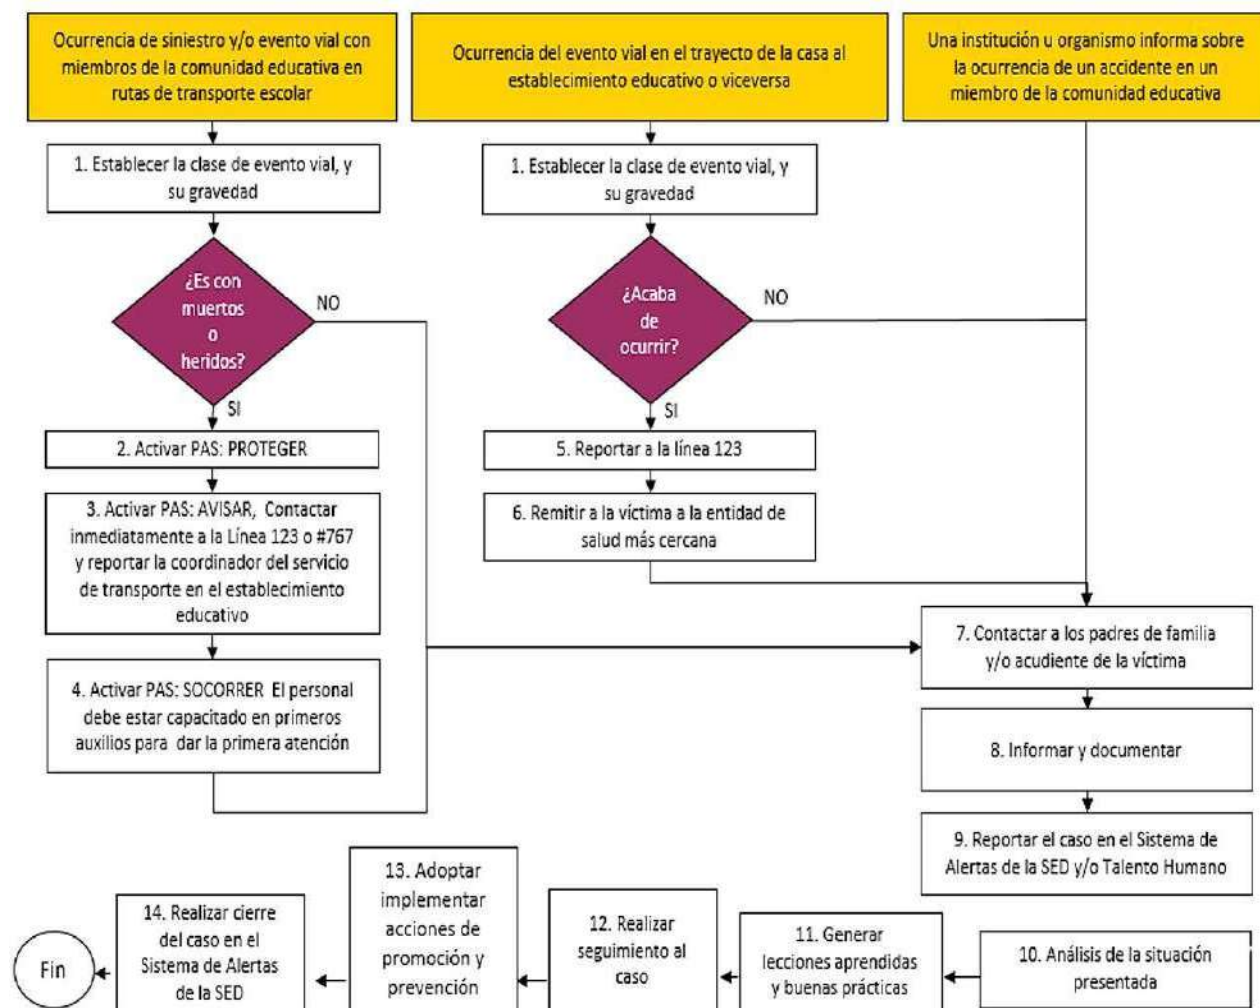 Ocurrencia de siniestro y/o evento vial con
miembros de la comunidad educativa en
rutas de transporte escolar
Ocurrencia del evento vial en el trayecto de la casa al
establecimiento educativo o viceversa
Una institución u organismo informa sobre
la ocurrencia de un accidente en un
miembro de la comunidad educativa
1. Establecer la clase de evento vial, y
su gravedad
¿Es con
muertos
o
heridos?
NO
SI
2. Activar PAS: PROTEGER
3. Activar PAS: AVISAR, Contactar
inmediatamente a la Línea 123 o #767
y reportar la coordinador del servicio
de transporte en el establecimiento
educativo
4. Activar PAS: SOCORRER El personal
debe estar capacitado en primeros
auxilios para dar la primera atención
1. Establecer la clase de evento vial, y
su gravedad
¿Acaba
de
ocurrir?
NO
SI
5. Reportar a la línea 123
6. Remitir a la víctima a la entidad de
salud más cercana
7. Contactar a los padres de familia
y/o acudiente de la víctima
8. Informar y documentar
9. Reportar el caso en el Sistema de
Alertas de la SED y/o Talento Humano
10. Análisis de la situación
presentada
11. Generar
lecciones aprendidas
y buenas prácticas
12. Realizar
seguimiento al
caso
13. Adoptar
implementar
acciones de
promoción y
prevención
14. Realizar cierre
del caso en el
Sistema de Alertas
de la SED
Fin